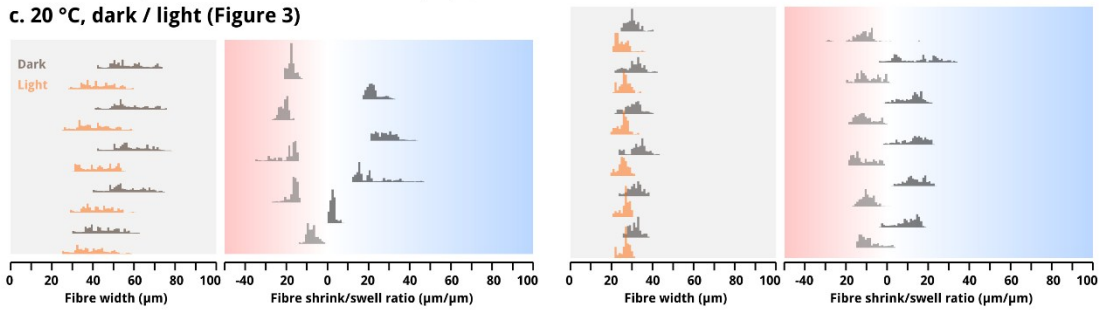 c. 20 °C, dark / light (Figure 3)
Dark
Light
0 20 40 60 80 100
Fibre width (µm)
-40 20 0 20 40 60 80 100
Fibre shrink/swell ratio (µm/µm)
0 20 40 60 80 100
Fibre width (µm)
-40 20 0 20 40 60 80 100
Fibre shrink/swell ratio (µm/µm)